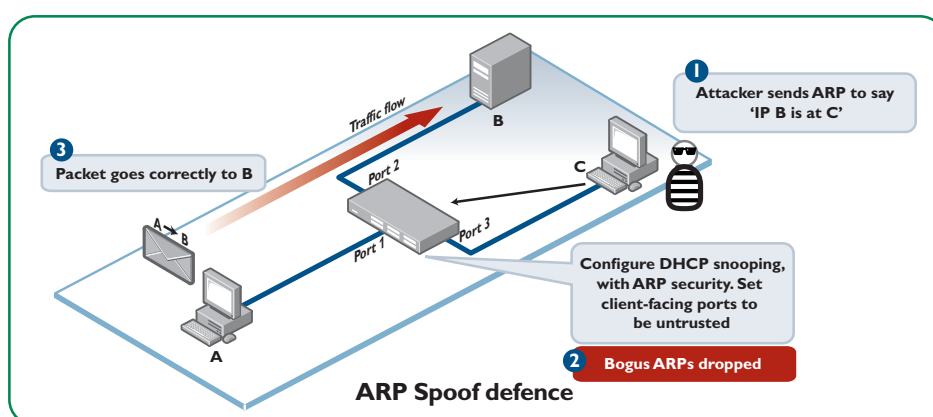 1
Attacker sends ARP to say
‘IP B is at C’
Traffic flow
B
3
Packet goes correctly to B
C
Port 2
A → B
Port 1
Port 3
A
Configure DHCP snooping,
with ARP security. Set
client-facing ports to
be untrusted
2
Bogus ARPs dropped
ARP Spoof defence